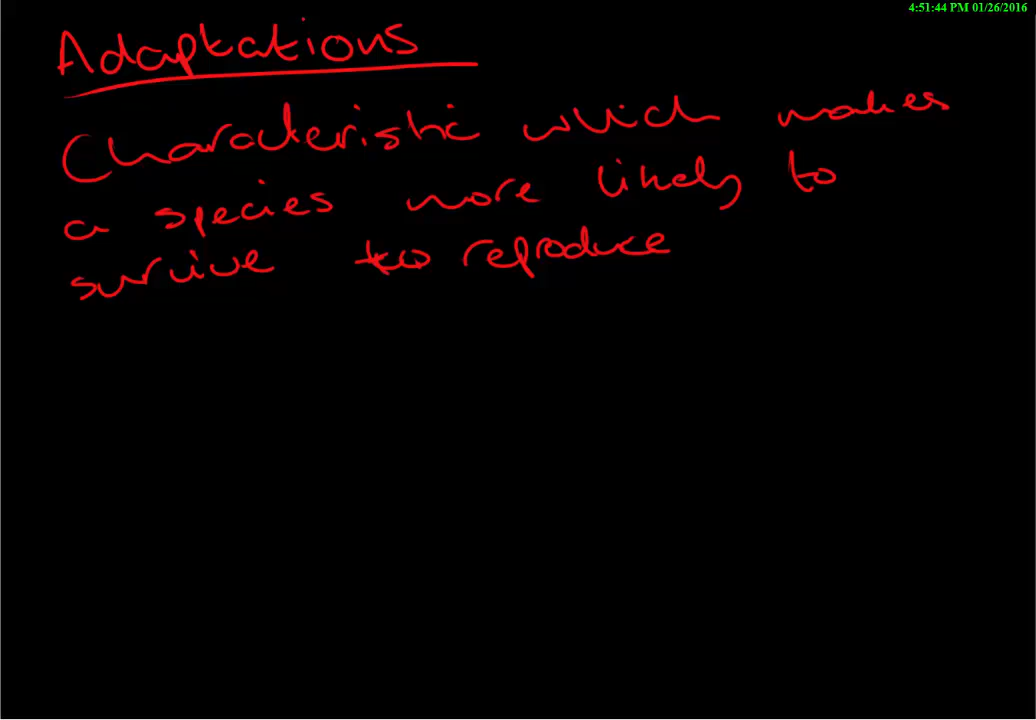 4:51:44 PM 01/26/2016
Adaptations
Characteristic which makes
a species more likely to
survive to reproduce